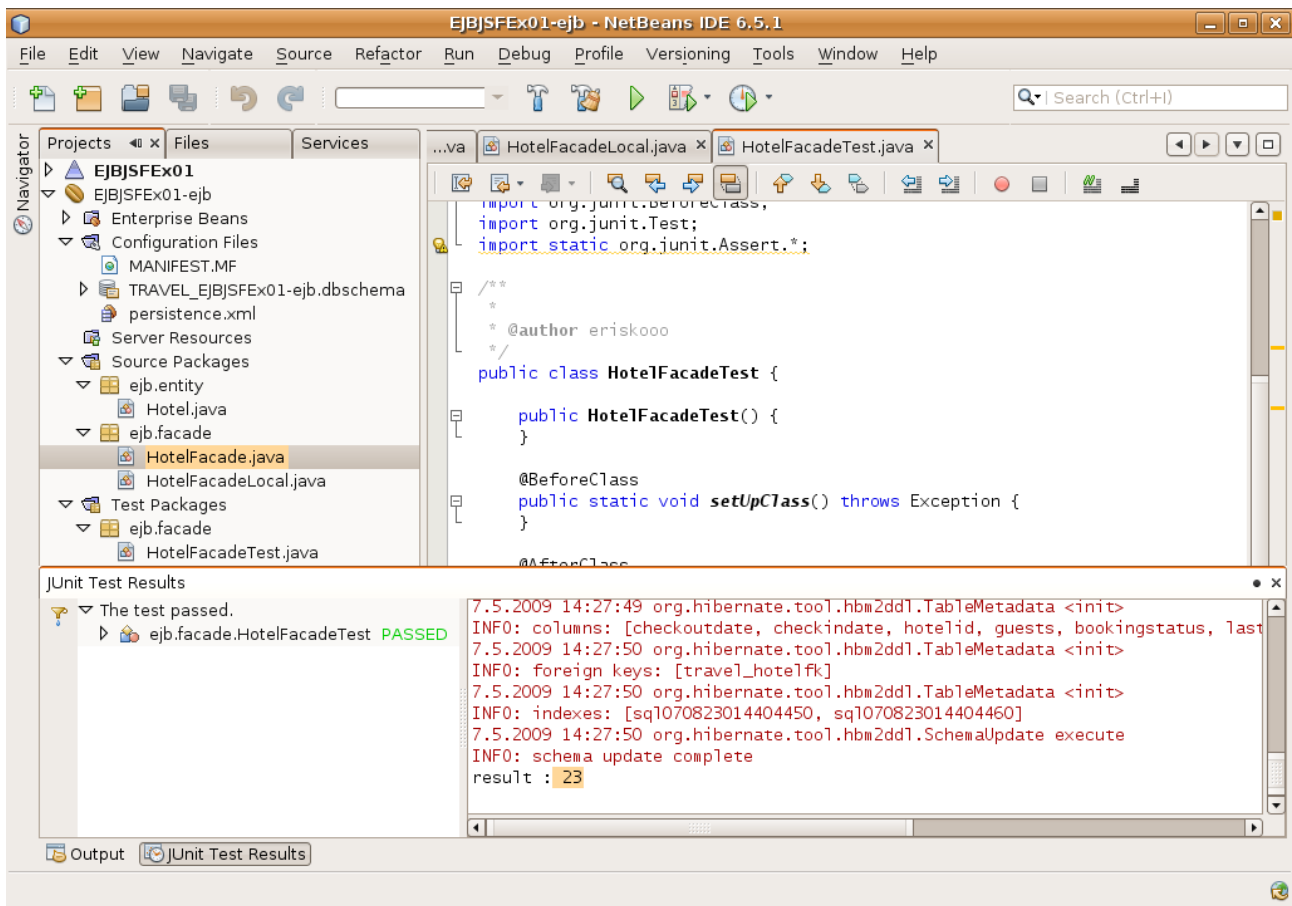 EJBJSFEx01-ejb - NetBeans IDE 6.5.1
File Edit View Navigate Source Refactor Run Debug Profile Versioning Tools Window Help
Search (Ctrl+I)
Navigator
Projects Files Services
EJBJSFEx01
EJBJSFEx01-ejb
Enterprise Beans
Configuration Files
MANIFEST.MF
TRAVEL_EJBJSFEx01-ejb.dbschema
persistence.xml
Server Resources
Source Packages
ejb.entity
Hotel.java
ejb.facade
HotelFacade.java
HotelFacadeLocal.java
Test Packages
ejb.facade
HotelFacadeTest.java
...va HotelFacadeLocal.java HotelFacadeTest.java
import org.junit.BeforeClass;
import org.junit.Test;
import static org.junit.Assert.*;
/**
*
* @author eriskooo
*/
public class HotelFacadeTest {
public HotelFacadeTest() {
}
@BeforeClass
public static void setUpClass() throws Exception {
}
@AfterClass
JUnit Test Results
The test passed.
ejb.facade.HotelFacadeTest PASSED
7.5.2009 14:27:49 org.hibernate.tool.hbm2ddl.TableMetadata <init>
INFO: columns: [checkoutdate, checkindate, hotelid, guests, bookingstatus, last
7.5.2009 14:27:50 org.hibernate.tool.hbm2ddl.TableMetadata <init>
INFO: foreign keys: [travel_hotelfk]
7.5.2009 14:27:50 org.hibernate.tool.hbm2ddl.TableMetadata <init>
INFO: indexes: [sql070823014404450, sql070823014404460]
7.5.2009 14:27:50 org.hibernate.tool.hbm2ddl.SchemaUpdate execute
INFO: schema update complete
result : 23
Output JUnit Test Results